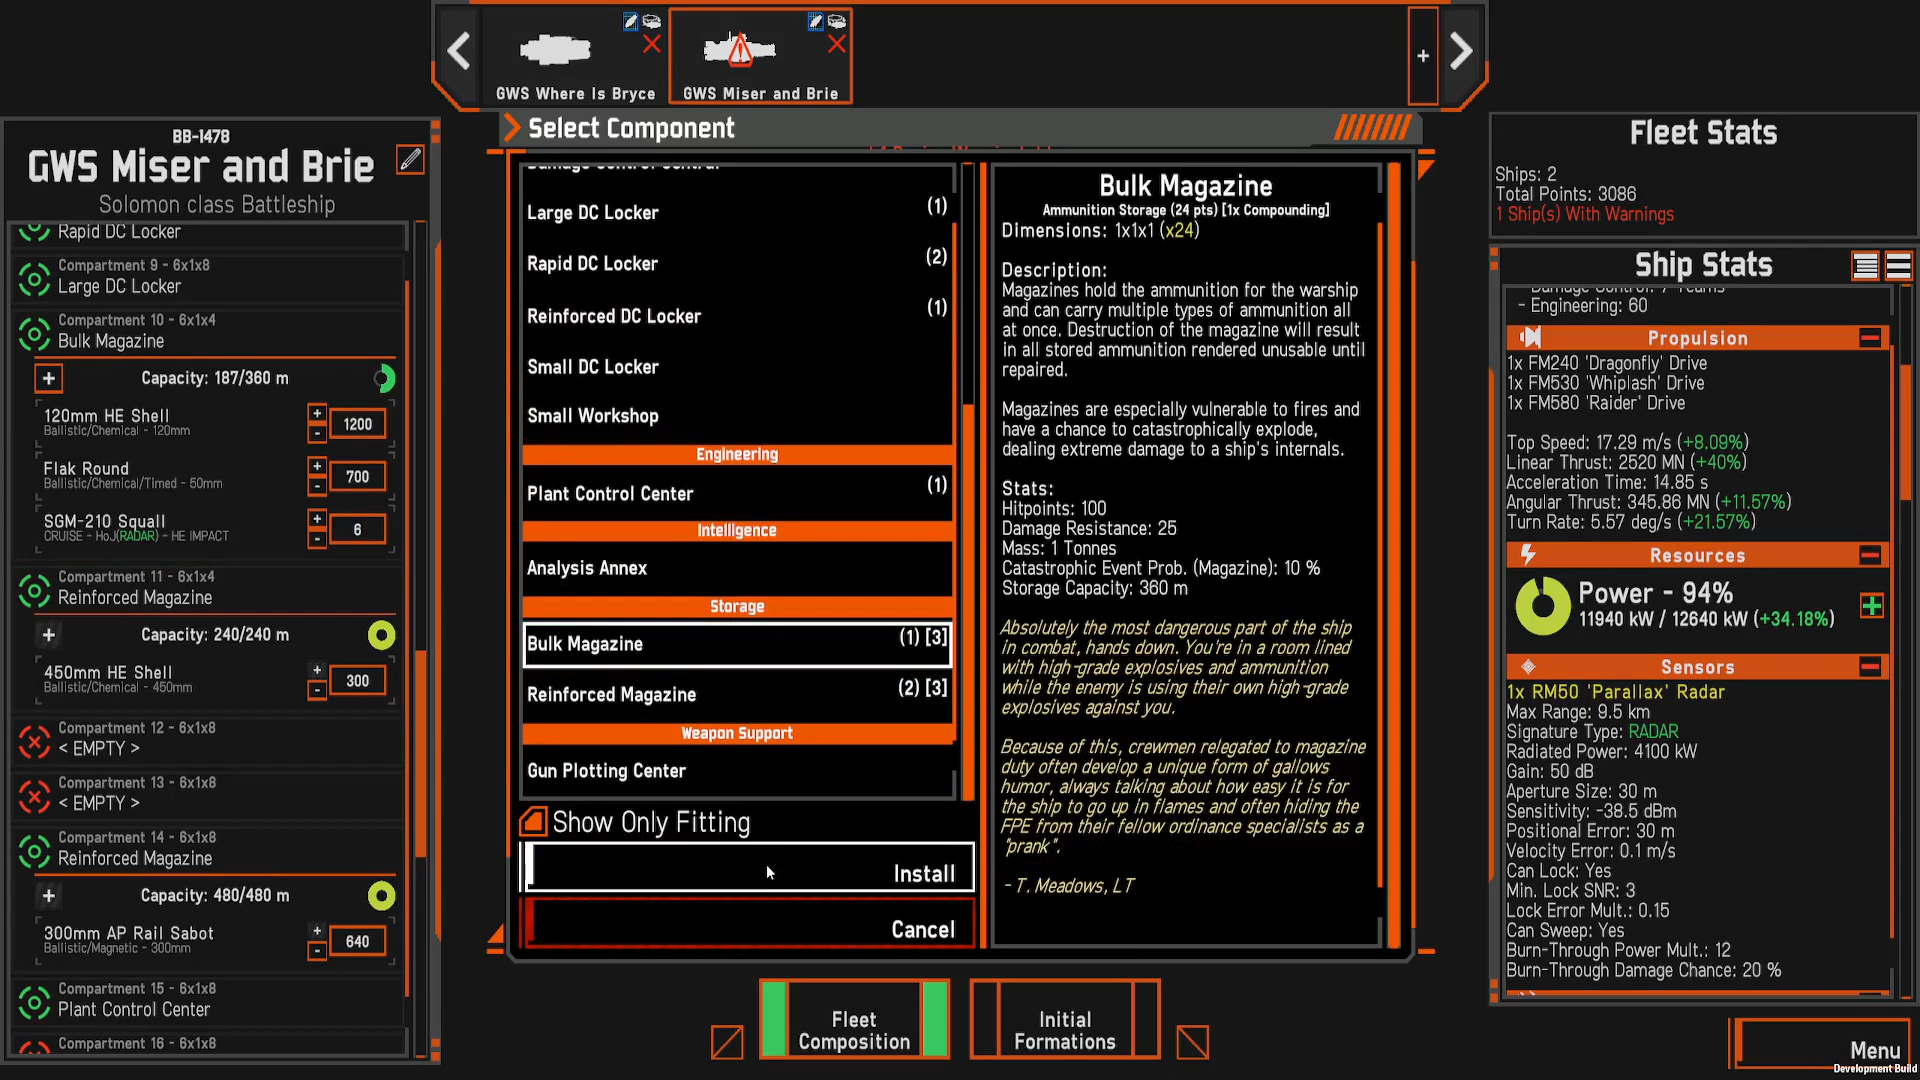 GWS Where Is Bryce
GWS Miser and Brie
+
BB-1478
GWS Miser and Brie
Solomon class Battleship
Rapid DC Locker
Compartment 9 - 6x1x8
Large DC Locker
Compartment 10 - 6x1x4
Bulk Magazine
+
Capacity: 187/360 m
120mm HE Shell
Ballistic/Chemical - 120mm
+
-
1200
Flak Round
Ballistic/Chemical/Timed - 50mm
+
-
700
SGM-210 Squall
CRUISE - HoJ(RADAR) - HE IMPACT
+
-
6
Compartment 11 - 6x1x4
Reinforced Magazine
+
Capacity: 240/240 m
450mm HE Shell
Ballistic/Chemical - 450mm
+
-
300
Compartment 12 - 6x1x8
< EMPTY >
Compartment 13 - 6x1x8
< EMPTY >
Compartment 14 - 6x1x8
Reinforced Magazine
+
Capacity: 480/480 m
300mm AP Rail Sabot
Ballistic/Magnetic - 300mm
+
-
640
Compartment 15 - 6x1x8
Plant Control Center
Compartment 16 - 6x1x8
Select Component
Damage Control Central
Large DC Locker (1)
Rapid DC Locker (2)
Reinforced DC Locker (1)
Small DC Locker
Small Workshop
Engineering
Plant Control Center (1)
Intelligence
Analysis Annex
Storage
Bulk Magazine (1) [3]
Reinforced Magazine (2) [3]
Weapon Support
Gun Plotting Center
Show Only Fitting
Install
Cancel
Bulk Magazine
Ammunition Storage (24 pts) [1x Compounding]
Dimensions: 1x1x1 (x24)
Description:
Magazines hold the ammunition for the warship
and can carry multiple types of ammunition all
at once. Destruction of the magazine will result
in all stored ammunition rendered unusable until
repaired.
Magazines are especially vulnerable to fires and
have a chance to catastrophically explode,
dealing extreme damage to a ship's internals.
Stats:
Hitpoints: 100
Damage Resistance: 25
Mass: 1 Tonnes
Catastrophic Event Prob. (Magazine): 10 %
Storage Capacity: 360 m
Absolutely the most dangerous part of the ship
in combat, hands down. You're in a room lined
with high-grade explosives and ammunition
while the enemy is using their own high-grade
explosives against you.
Because of this, crewmen relegated to magazine
duty often develop a unique form of gallows
humor, always talking about how easy it is for
the ship to go up in flames and often hiding the
FPE from their fellow ordinance specialists as a
"prank".
- T. Meadows, LT
Fleet
Composition
Initial
Formations
Fleet Stats
Ships: 2
Total Points: 3086
1 Ship(s) With Warnings
Ship Stats
- Damage Control: 7 Teams
- Engineering: 60
Propulsion
1x FM240 'Dragonfly' Drive
1x FM530 'Whiplash' Drive
1x FM580 'Raider' Drive
Top Speed: 17.29 m/s (+8.09%)
Linear Thrust: 2520 MN (+40%)
Acceleration Time: 14.85 s
Angular Thrust: 345.86 MN (+11.57%)
Turn Rate: 5.57 deg/s (+21.57%)
Resources
Power - 94%
11940 kW / 12640 kW (+34.18%)
Sensors
1x RM50 'Parallax' Radar
Max Range: 9.5 km
Signature Type: RADAR
Radiated Power: 4100 kW
Gain: 50 dB
Aperture Size: 30 m
Sensitivity: -38.5 dBm
Positional Error: 30 m
Velocity Error: 0.1 m/s
Can Lock: Yes
Min. Lock SNR: 3
Lock Error Mult.: 0.15
Can Sweep: Yes
Burn-Through Power Mult.: 12
Burn-Through Damage Chance: 20 %
Menu
Development Build